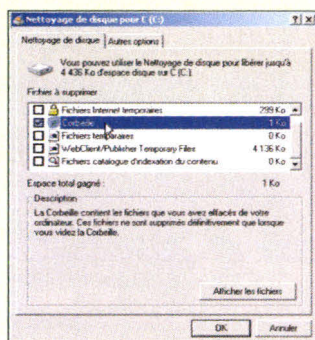 Nettoyage de disque pour C (C:)
Nettoyage de disque Autres options
Vous pouvez utiliser le Nettoyage de disque pour libérer jusqu'à
4 436 Ko d'espace disque sur C (C:).
Fichiers à supprimer
Fichiers Internet temporaires 299 Ko
Corbeille 1 Ko
Fichiers temporaires 0 Ko
WebClient/Publisher Temporary Files 4 136 Ko
Fichiers catalogue d'indexation du contenu 0 Ko
Espace total gagné : 1 Ko
Description
La Corbeille contient les fichiers que vous avez effacés de votre
ordinateur. Ces fichiers ne sont supprimés définitivement que lorsque
vous videz la Corbeille.
Afficher les fichiers
OK Annuler